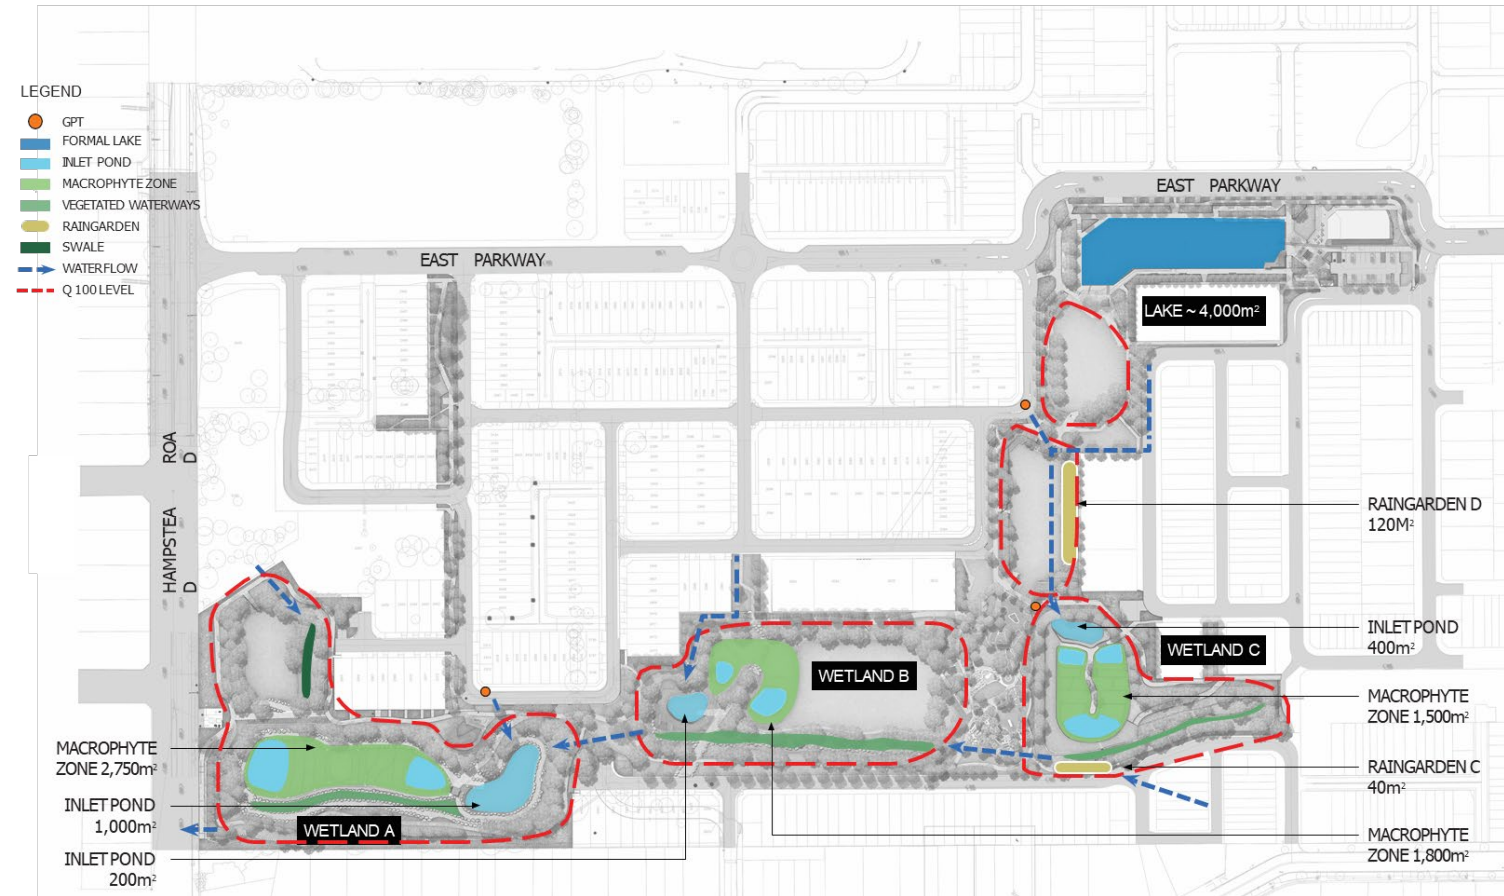 LEGEND
GPT
FORMAL LAKE
INLET POND
MACROPHYTE ZONE
VEGETATED WATERWAYS
RAINGARDEN
SWALE
WATERFLOW
Q 100 LEVEL
EAST PARKWAY
EAST PARKWAY
LAKE ~ 4,000m²
HAMPSTEA
D
ROA
D
RAINGARDEN D
120M²
INLET POND
400m²
WETLAND C
WETLAND B
MACROPHYTE
ZONE 1,500m²
MACROPHYTE
ZONE 2,750m²
RAINGARDEN C
40m²
INLET POND
1,000m²
WETLAND A
MACROPHYTE
ZONE 1,800m²
INLET POND
200m²